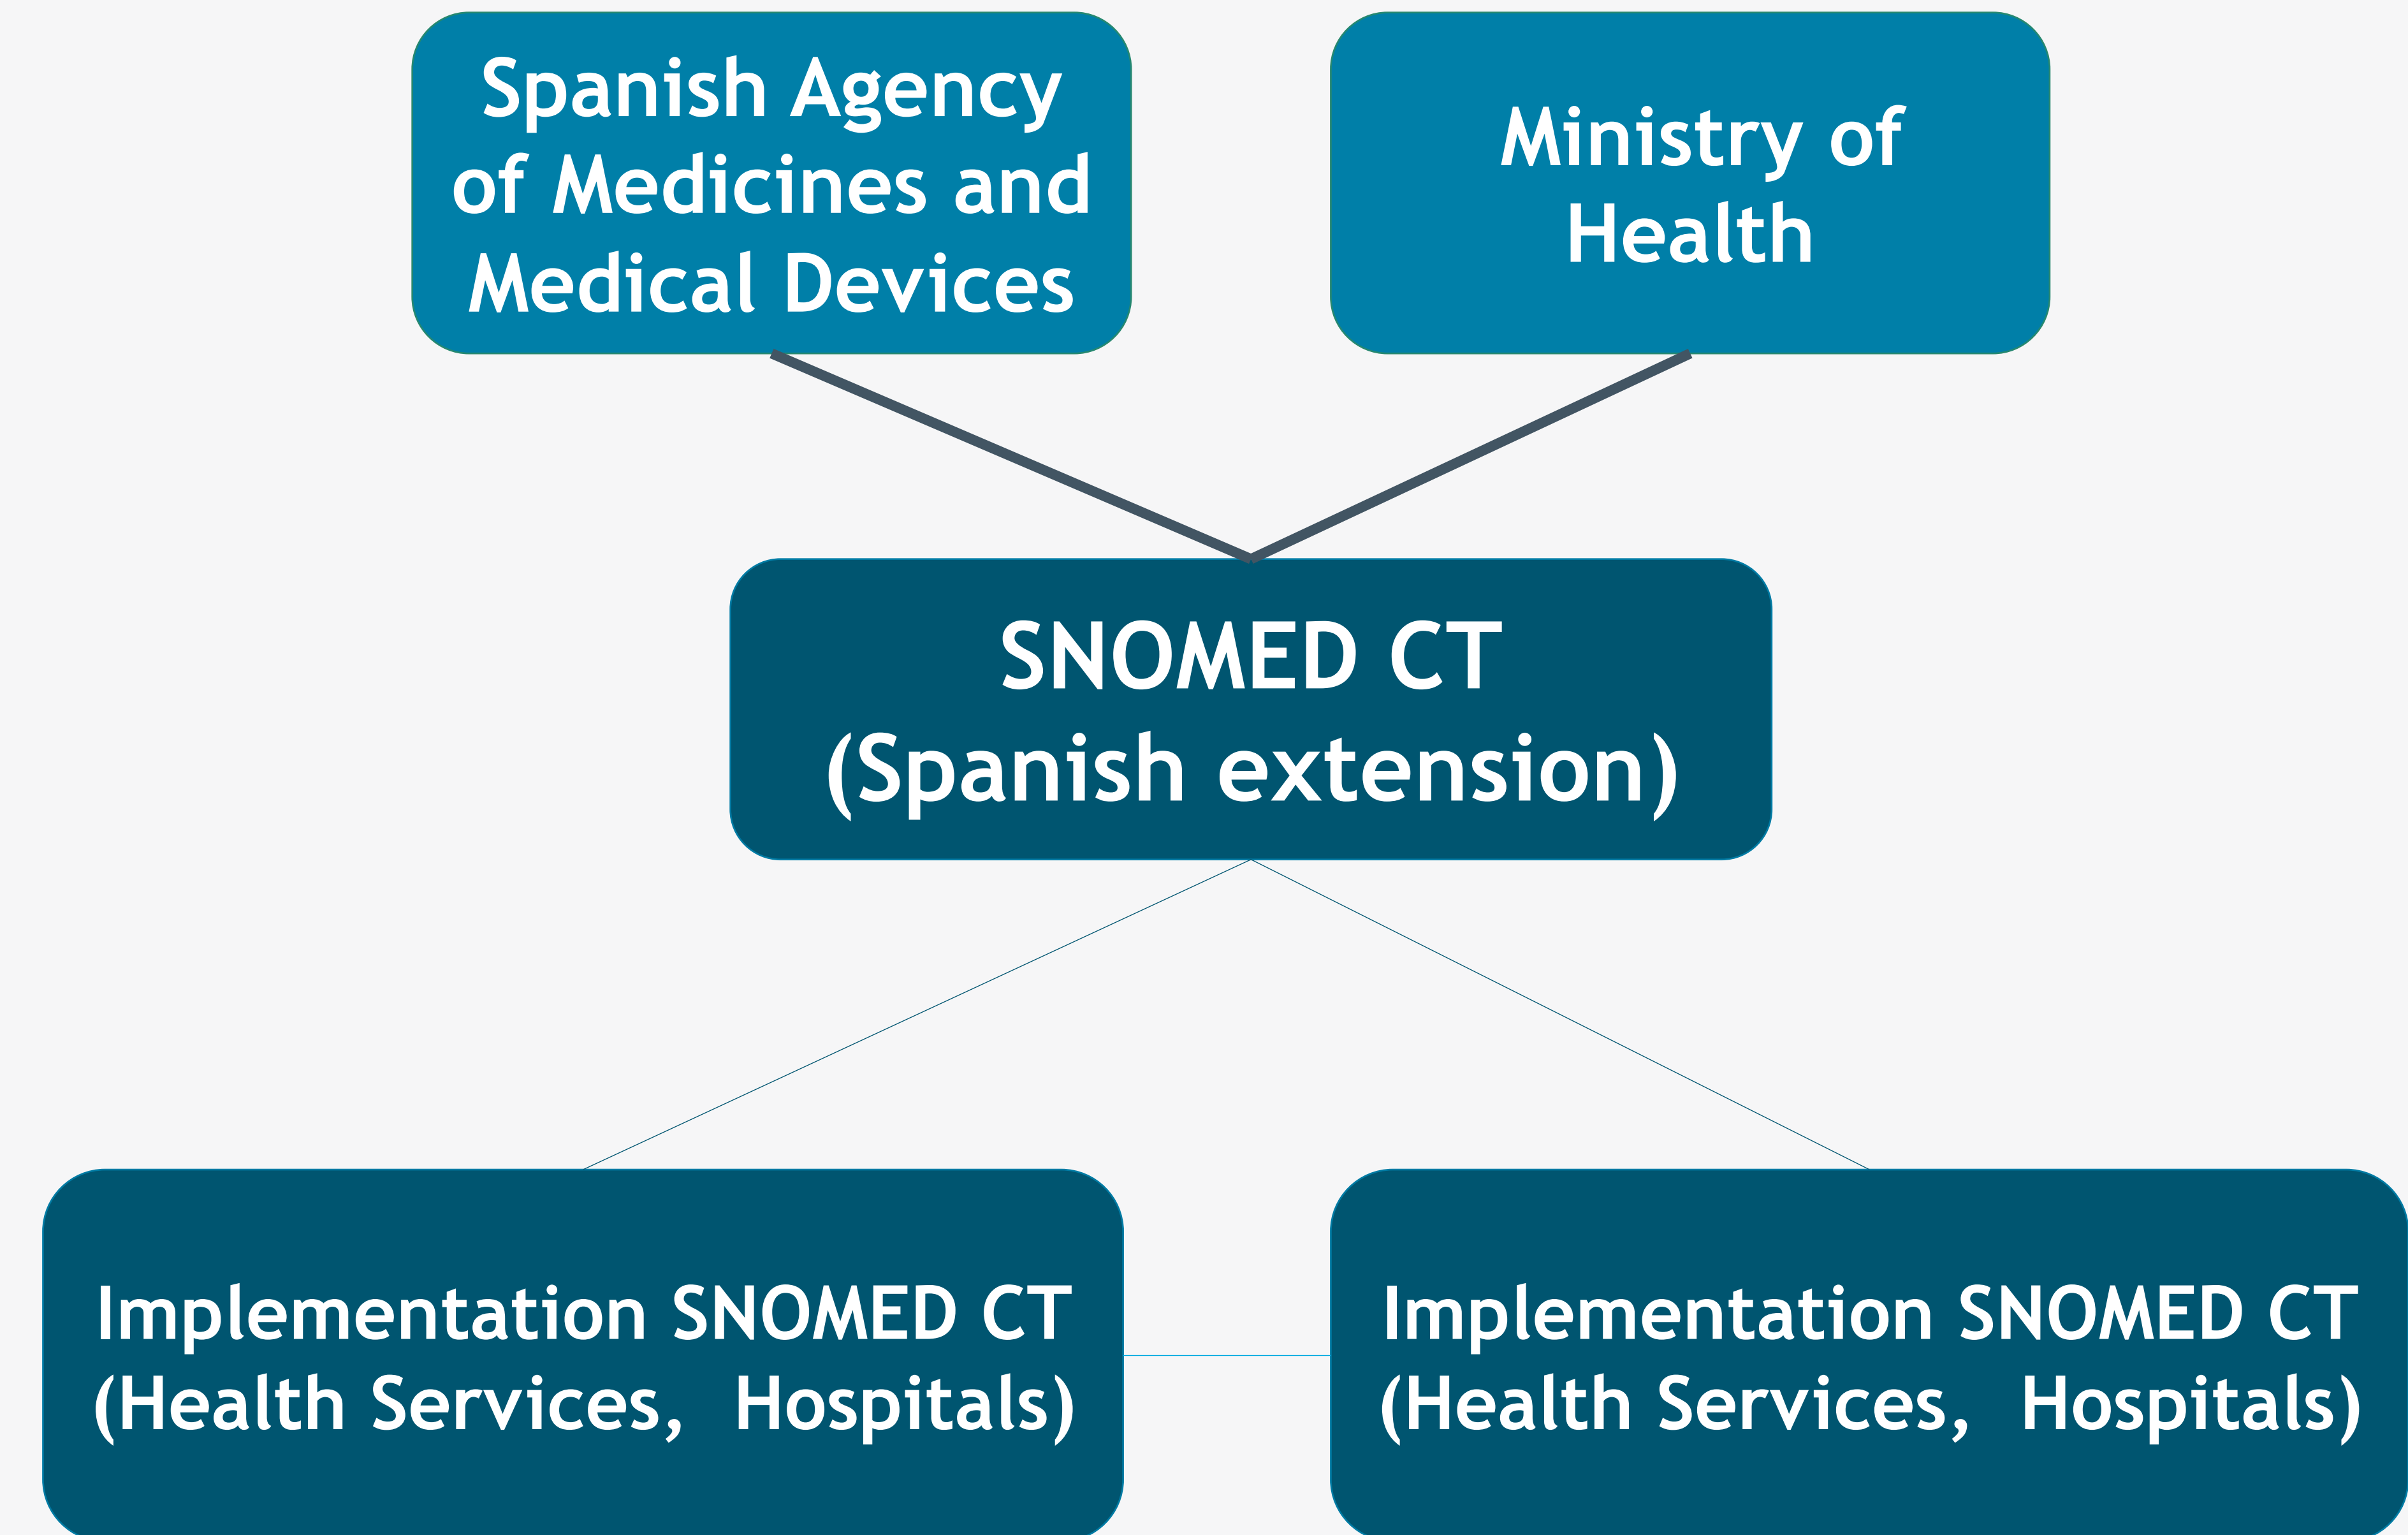 Spanish Agency
of Medicines and
Medical Devices
Ministry of
Health
SNOMED CT
(Spanish extension)
Implementation SNOMED CT
(Health Services, Hospitals)
Implementation SNOMED CT
(Health Services, Hospitals)